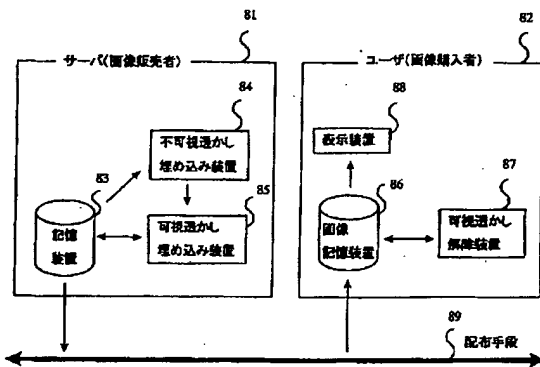 81
サーバ(画像販売者)
84
不可視透かし
埋め込み装置
83
記憶
装置
85
可視透かし
埋め込み装置
82
ユーザ(画像購入者)
88
表示装置
86
画像
記憶装置
87
可視透かし
解除装置
89
配布手段